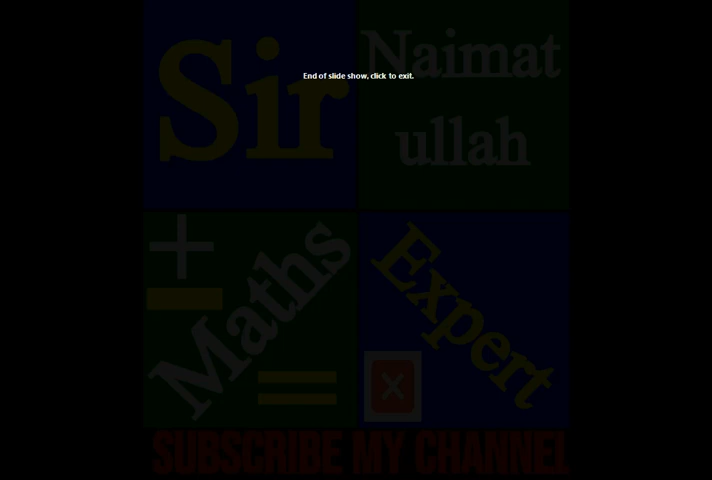 End of slide show, click to exit.
Sir
Naimat
ullah
Maths
Expert
SUBSCRIBE MY CHANNEL